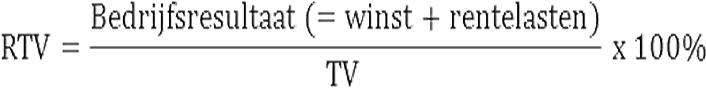 Bedrijfsresultaat (= winst + rentelasten)
RTV = x 100%
TV